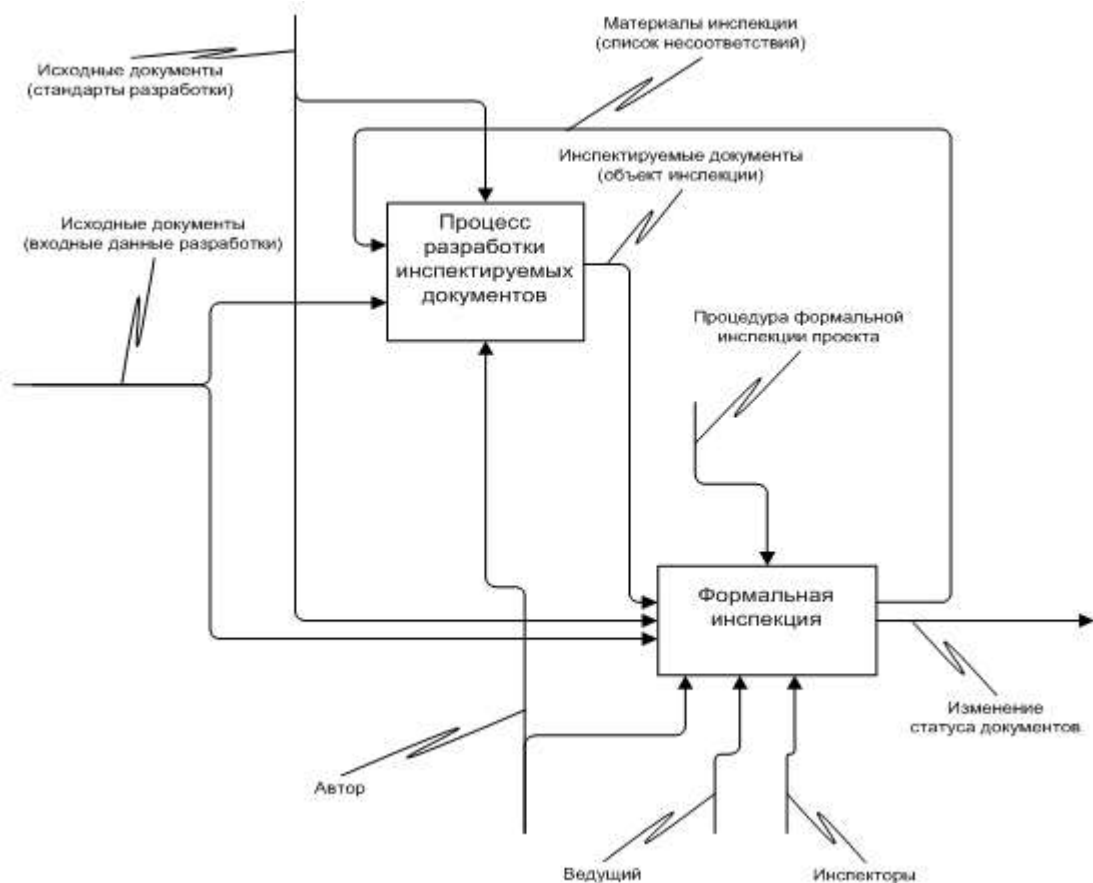 Материалы инспекции
(список несоответствий)
Исходные документы
(стандарты разработки)
Инспектируемые документы
(объект инспекции)
Исходные документы
(входные данные разработки)
Процесс
разработки
инспектируемых
документов
Процедура формальной
инспекции проекта
Формальная
инспекция
Изменение
статуса документов
Автор
Ведущий
Инспекторы